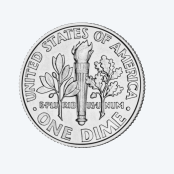 UNITED STATES OF AMERICA
E·PLURIBUS UNUM·
· ONE DIME ·